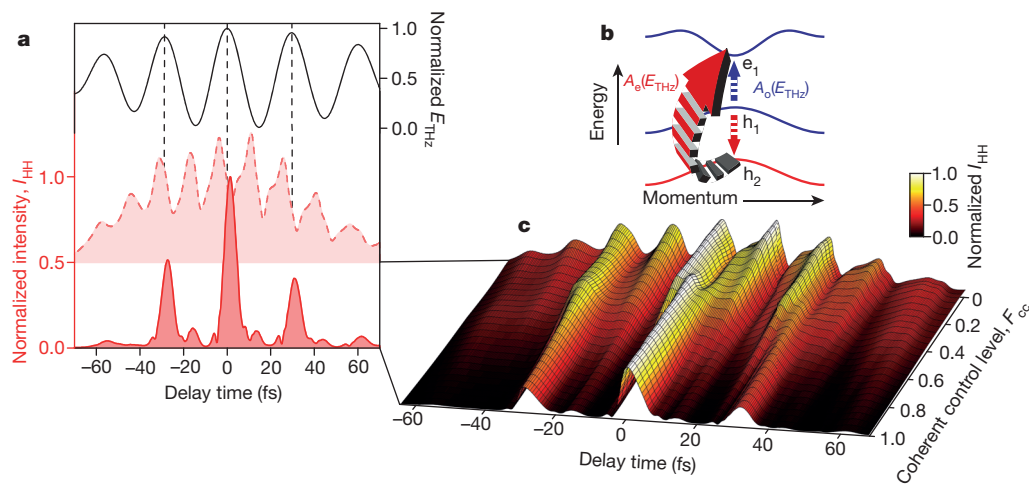 a
1.0
0.5
0.0
Normalized E_THz
1.0
0.5
0.0
Normalized intensity, I_HH
−60 −40 −20 0 20 40 60
Delay time (fs)
b
Energy
Momentum
A_e(E_THz)
A_o(E_THz)
e_1
h_1
h_2
c
1.0
0.5
0.0
Normalized I_HH
0
0.2
0.4
0.6
0.8
1.0
Coherent control level, F_cc
−60 −40 −20 0 20 40 60
Delay time (fs)